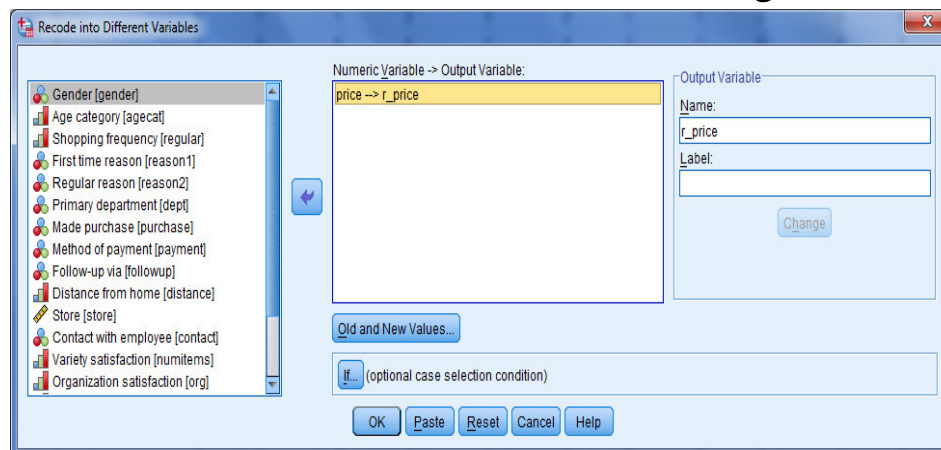 Recode into Different Variables
Gender [gender]
Age category [agecat]
Shopping frequency [regular]
First time reason [reason1]
Regular reason [reason2]
Primary department [dept]
Made purchase [purchase]
Method of payment [payment]
Follow-up via [followup]
Distance from home [distance]
Store [store]
Contact with employee [contact]
Variety satisfaction [numitems]
Organization satisfaction [org]
Numeric Variable -> Output Variable:
price --> r_price
Old and New Values...
If... (optional case selection condition)
Output Variable
Name:
r_price
Label:
Change
OK Paste Reset Cancel Help